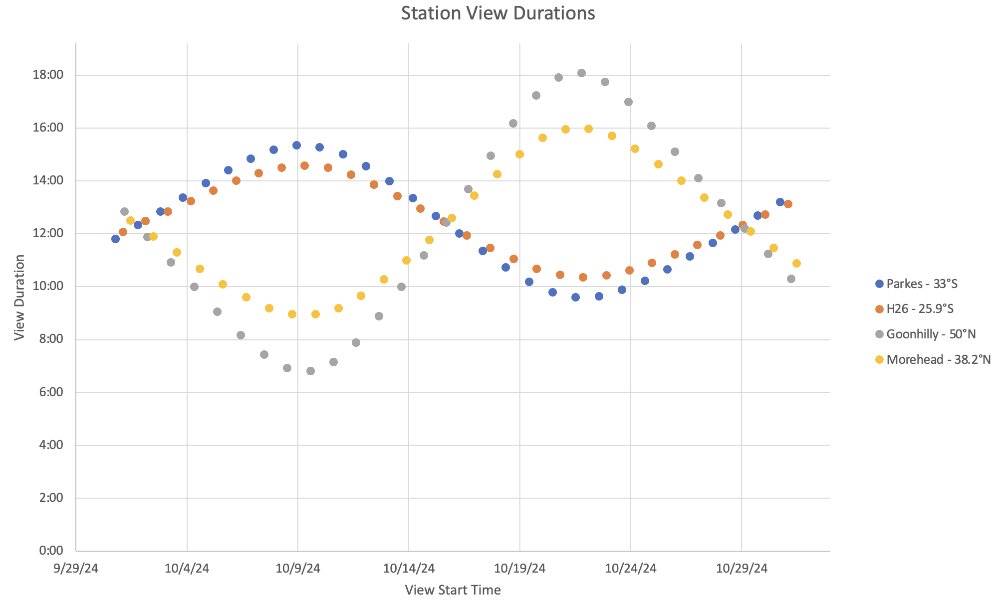 Station View Durations
18:00
16:00
14:00
12:00
10:00
8:00
6:00
4:00
2:00
0:00
View Duration
9/29/24 10/4/24 10/9/24 10/14/24 10/19/24 10/24/24 10/29/24
View Start Time
Parkes - 33°S
H26 - 25.9°S
Goonhilly - 50°N
Morehead - 38.2°N